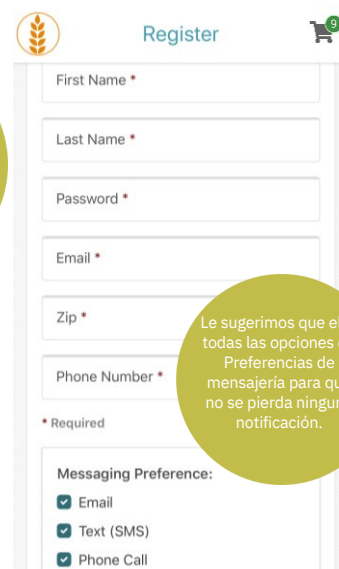 Register
9
First Name *
Last Name *
Password *
Email *
Zip *
Phone Number *
* Required
Le sugerimos que
todas las opciones
Preferencias de
mensajería para
no se pierda
notificación.
Messaging Preference:
Email
Text (SMS)
Phone Call